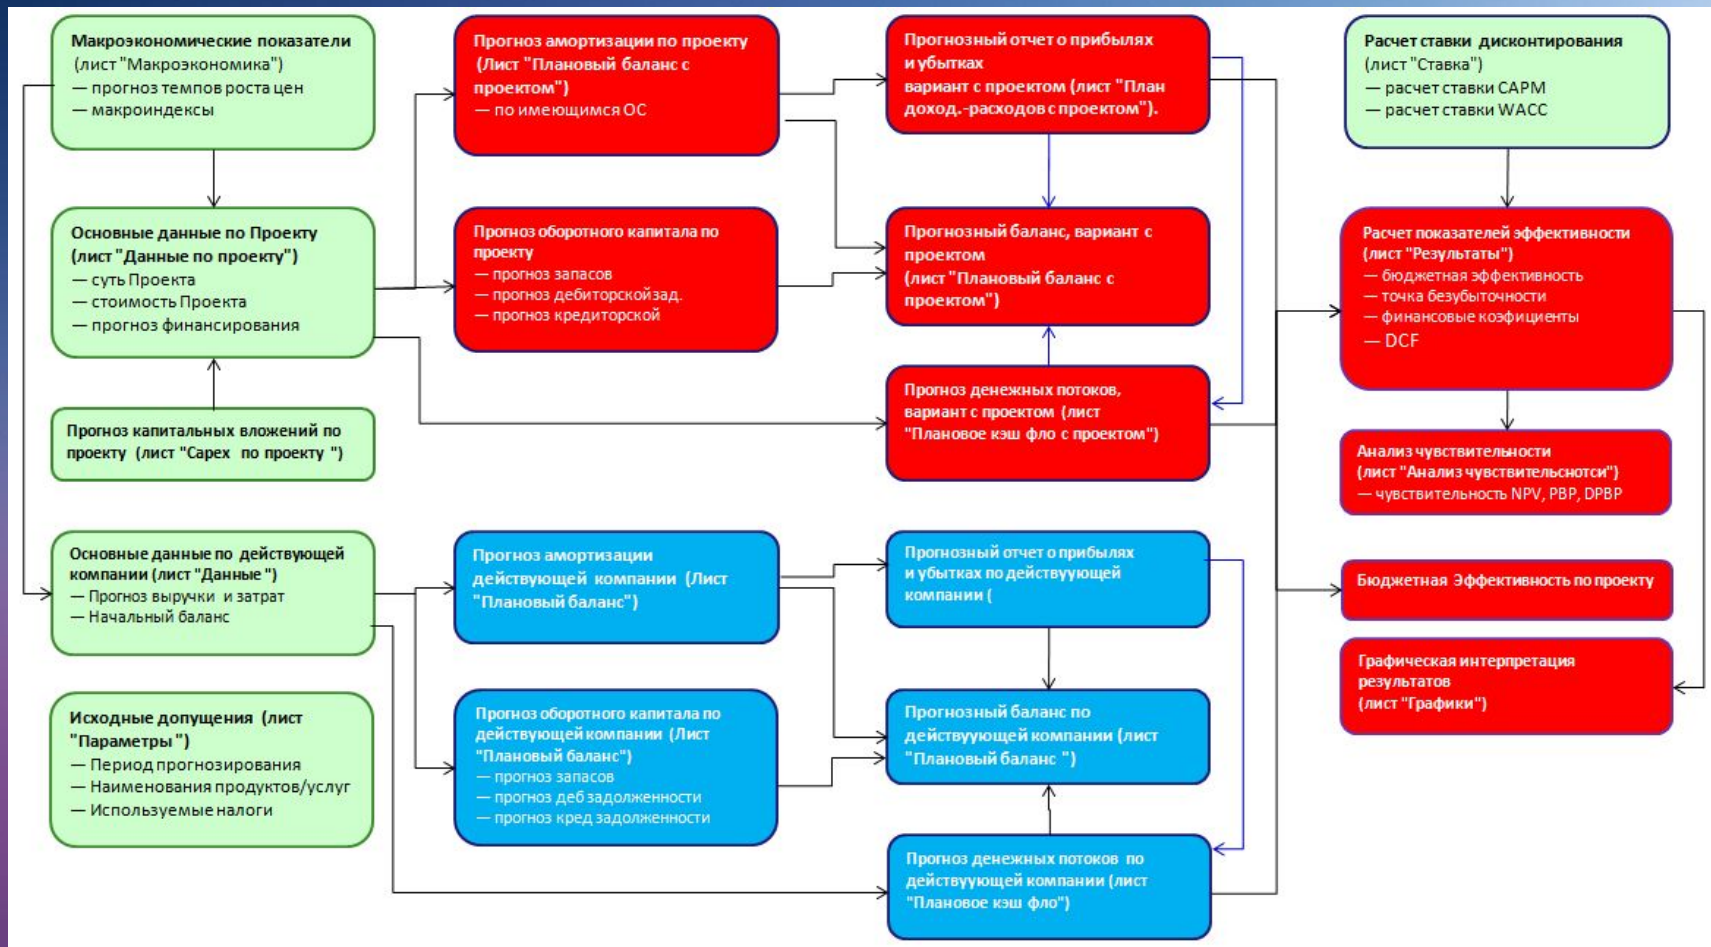 Макроэкономические показатели
(лист "Макроэкономика")
— прогноз темпов роста цен
— макроиндексы
Основные данные по Проекту
(лист "Данные по проекту")
— суть Проекта
— стоимость Проекта
— прогноз финансирования
Прогноз капитальных вложений по
проекту (лист "Capex по проекту ")
Основные данные по действующей
компании (лист "Данные ")
— Прогноз выручки и затрат
— Начальный баланс
Исходные допущения (лист
"Параметры ")
— Период прогнозирования
— Наименования продуктов/услуг
— Используемые налоги
Прогноз амортизации по проекту
(Лист "Плановый баланс с
проектом")
— по имеющимся ОС
Прогноз оборотного капитала по
проекту
— прогноз запасов
— прогноз дебиторской зад.
— прогноз кредиторской
Прогноз амортизации
действующей компании (Лист
"Плановый баланс")
Прогноз оборотного капитала по
действующей компании (Лист
"Плановый баланс")
— прогноз запасов
— прогноз деб задолженности
— прогноз кред задолженности
Прогнозный отчет о прибылях
и убытках
вариант с проектом (лист "План
доход.-расходов с проектом").
Прогнозный баланс, вариант с
проектом
(лист "Плановый баланс с
проектом")
Прогноз денежных потоков,
вариант с проектом (лист
"Плановое кэш фло с проектом")
Прогнозный отчет о прибылях
и убытках по действуующей
компании (
Прогнозный баланс по
действуующей компании (лист
"Плановый баланс ")
Прогноз денежных потоков по
действуующей компании (лист
"Плановое кэш фло")
Расчет ставки дисконтирования
(лист "Ставка")
— расчет ставки CAPM
— расчет ставки WACC
Расчет показателей эффективности
(лист "Результаты")
— бюджетная эффективность
— точка безубыточности
— финансовые коэфициенты
— DCF
Анализ чувствительности
(лист "Анализ чувствительснотси")
— чувствительность NPV, PBP, DPBP
Бюджетная Эффективность по проекту
Графическая интерпретация
результатов
(лист "Графики")